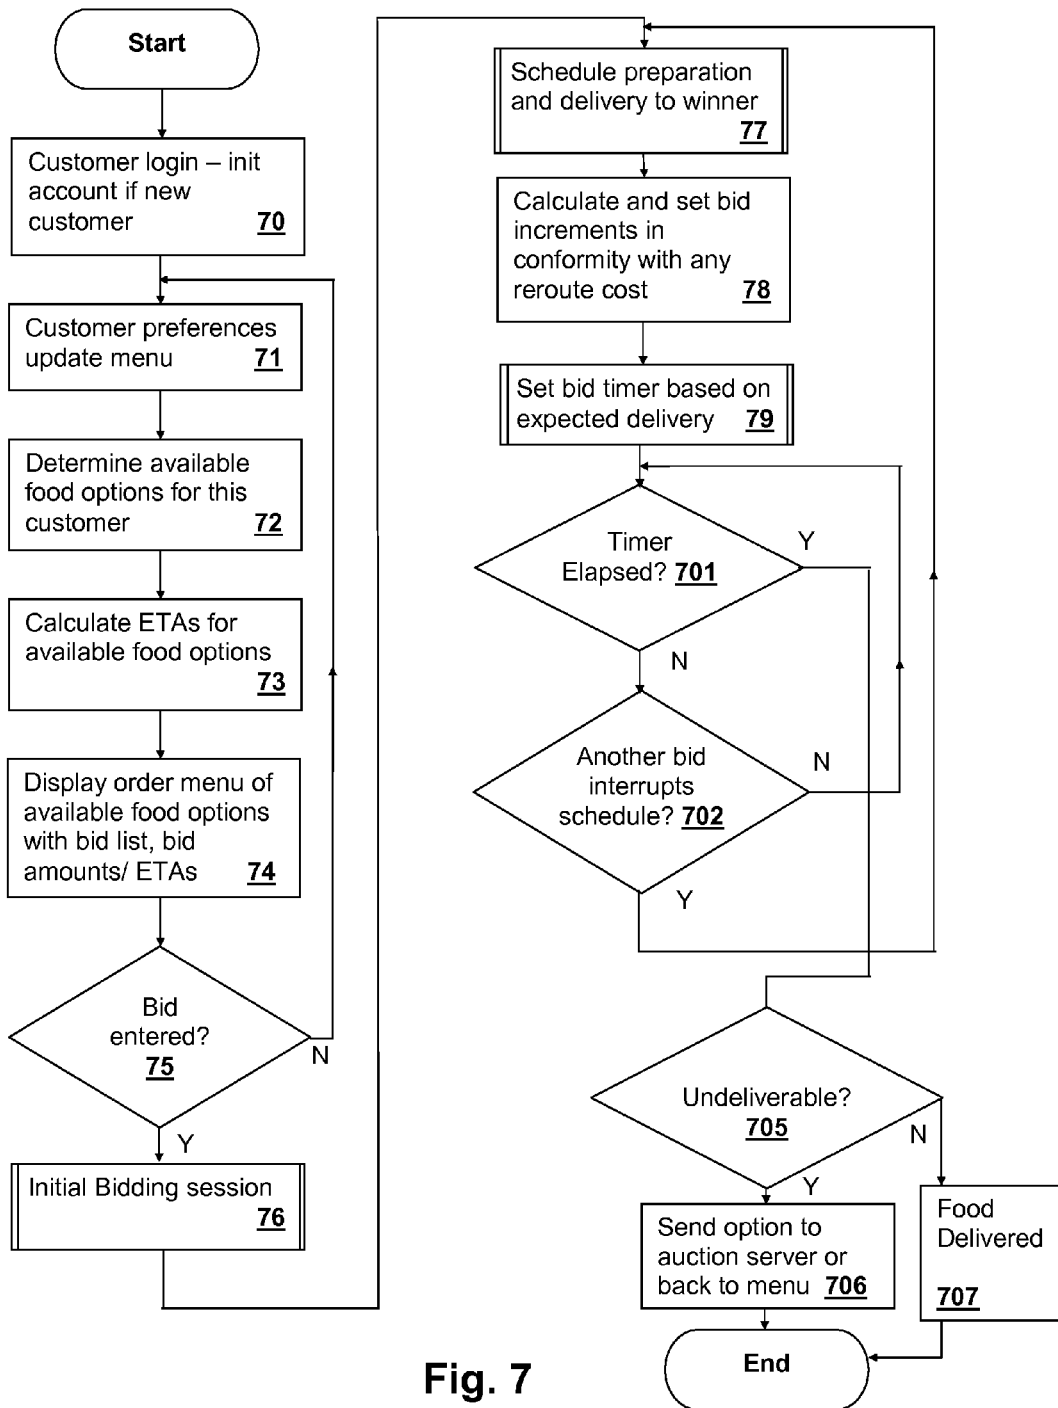 Start
Customer login – init
account if new
customer 70
Customer preferences
update menu 71
Determine available
food options for this
customer 72
Calculate ETAs for
available food options
73
Display order menu of
available food options
with bid list, bid
amounts/ ETAs 74
Bid
entered?
75
N
Y
Initial Bidding session
76
Schedule preparation
and delivery to winner
77
Calculate and set bid
increments in
conformity with any
reroute cost 78
Set bid timer based on
expected delivery 79
Timer
Elapsed? 701
Y
N
Another bid
interrupts
schedule? 702
N
Y
Undeliverable?
705
N
Y
Send option to
auction server or
back to menu 706
Food
Delivered
707
End
Fig. 7